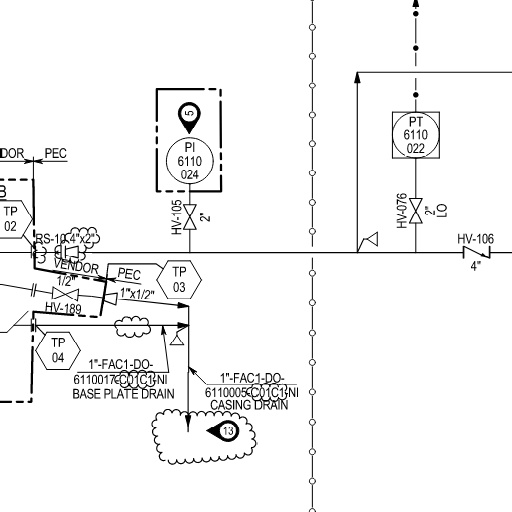 5
PI
6110
024
PT
6110
022
DOR
PEC
B
TP
02
HV-105
2"
HV-076
2"
LO
RS-10
4"x2"
HV-106
4"
VENDOR
PEC
1/2"
1"x1/2"
TP
03
HV-189
TP
04
1"-FAC1-DO-
6110017-C01C1-NI
BASE PLATE DRAIN
1"-FAC1-DO-
6110005-C01C1-NI
CASING DRAIN
13